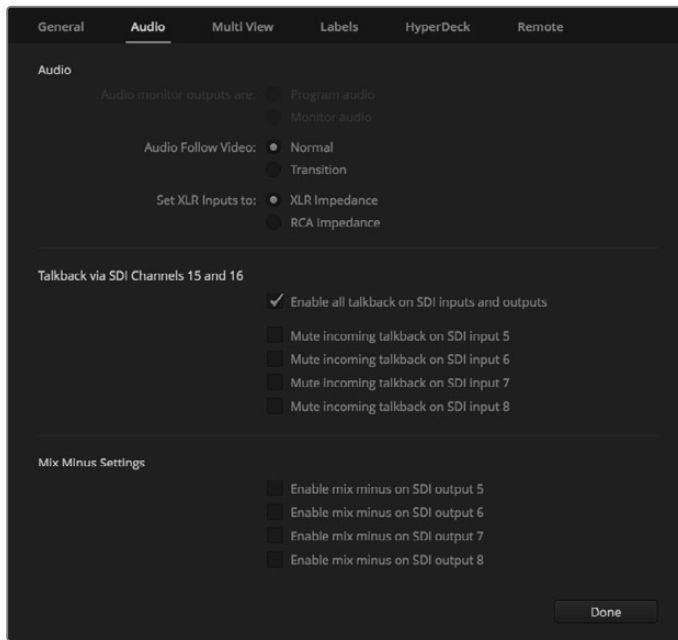 General Audio Multi View Labels HyperDeck Remote
Audio
Audio monitor outputs are: Program audio
Monitor audio
Audio Follow Video: Normal
Transition
Set XLR Inputs to: XLR Impedance
RCA Impedance
Talkback via SDI Channels 15 and 16
Enable all talkback on SDI inputs and outputs
Mute incoming talkback on SDI input 5
Mute incoming talkback on SDI input 6
Mute incoming talkback on SDI input 7
Mute incoming talkback on SDI input 8
Mix Minus Settings
Enable mix minus on SDI output 5
Enable mix minus on SDI output 6
Enable mix minus on SDI output 7
Enable mix minus on SDI output 8
Done